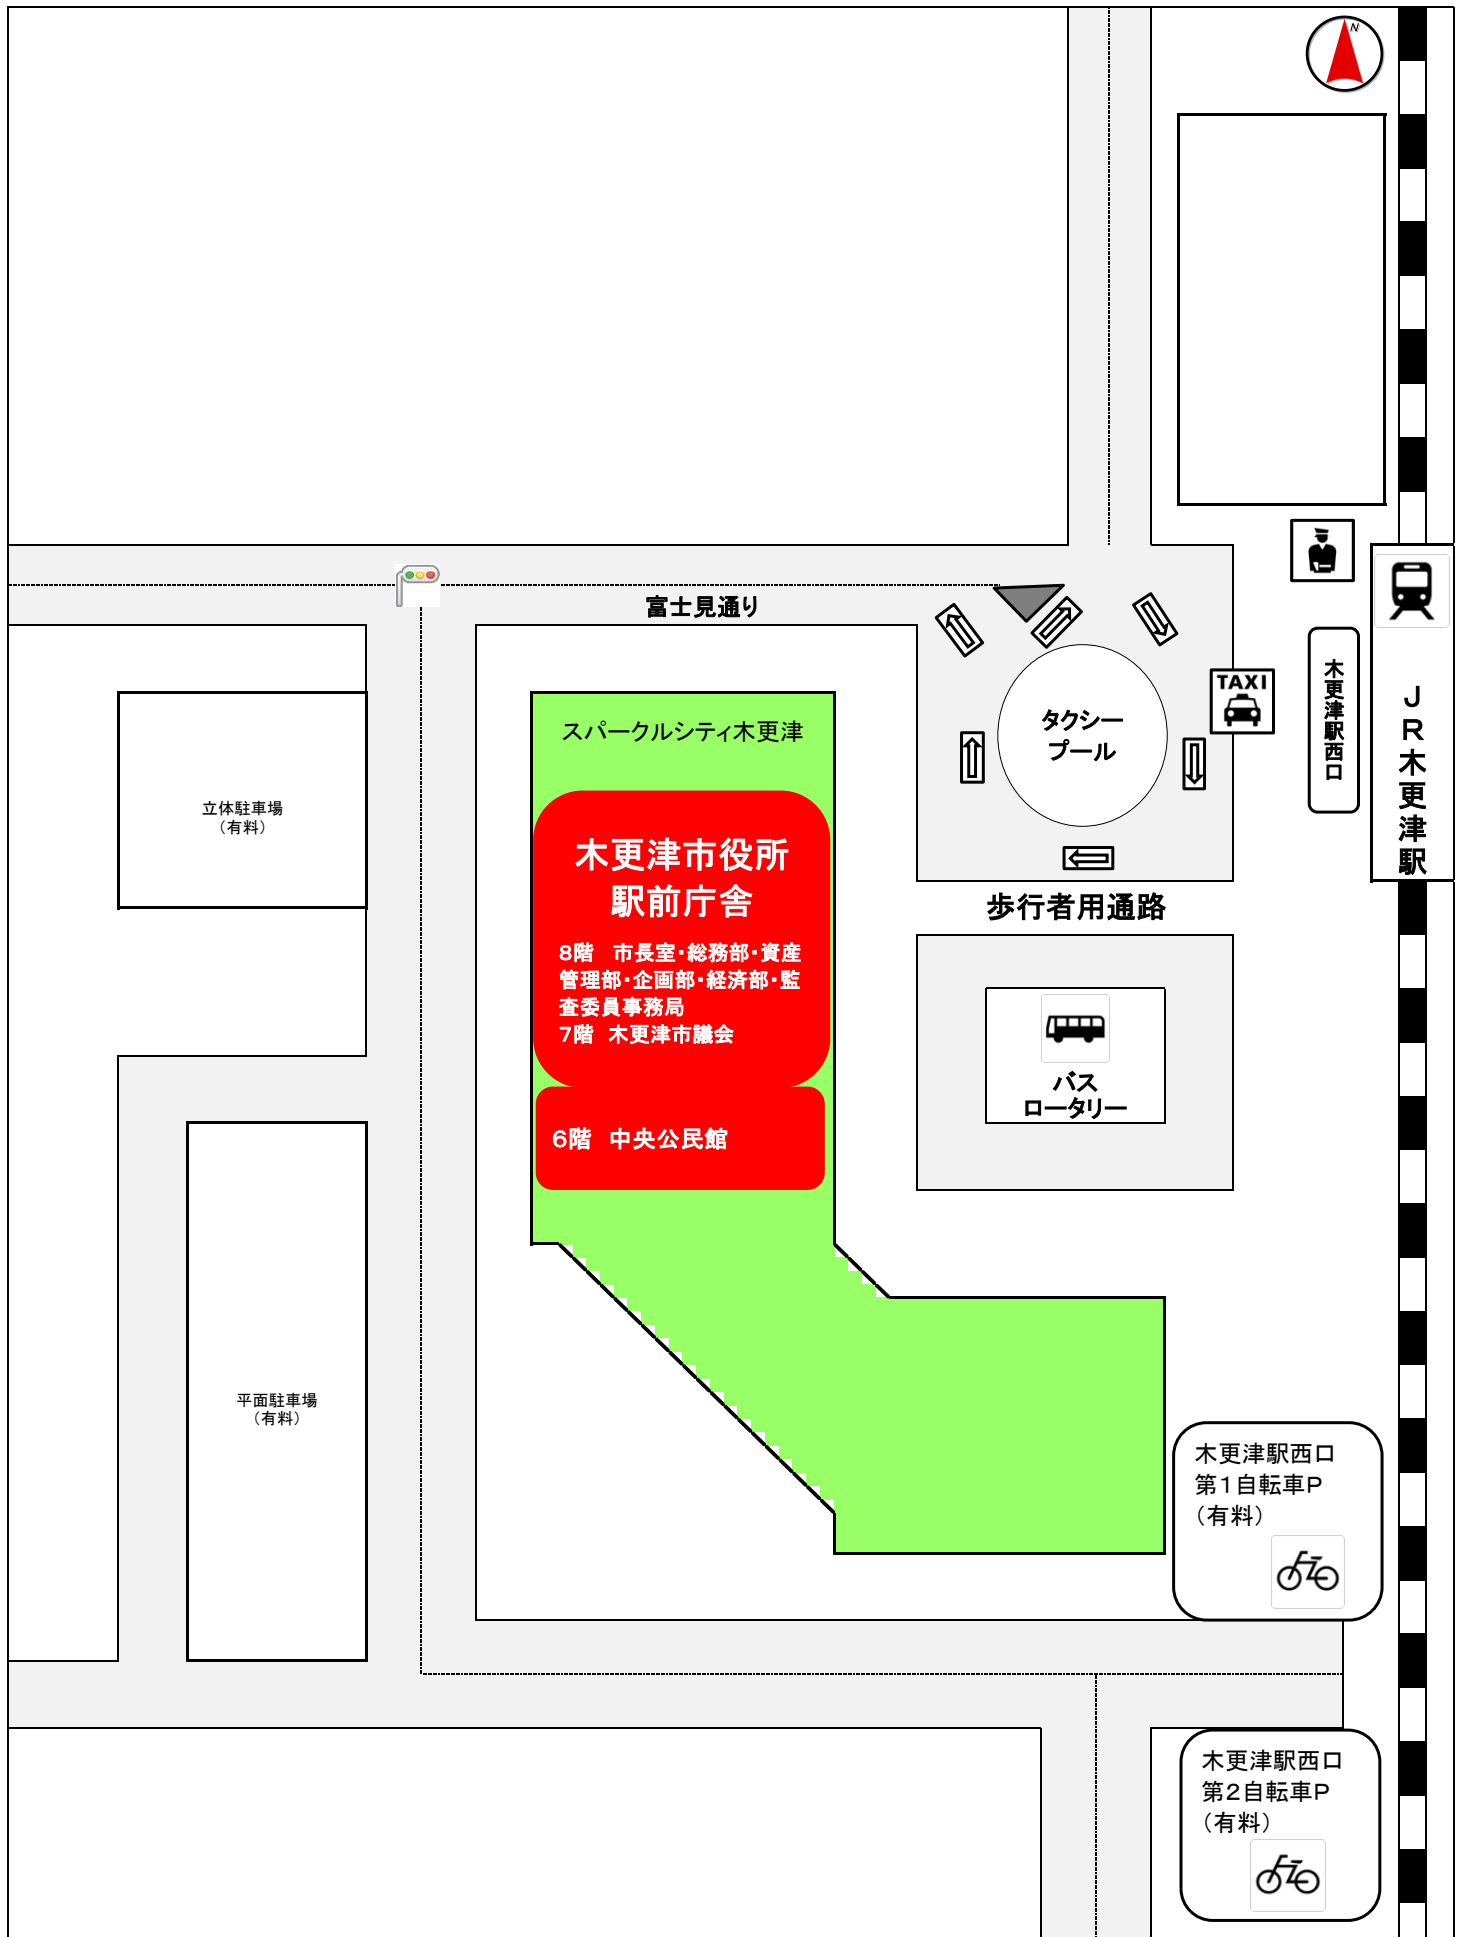 N
富士見通り
スパークルシティ木更津
木更津市役所
駅前庁舎
8階　市長室・総務部・資産
管理部・企画部・経済部・監
査委員事務局
7階　木更津市議会
6階　中央公民館
立体駐車場
（有料）
平面駐車場
（有料）
タクシー
プール
TAXI
木更津駅西口
ＪＲ木更津駅
歩行者用通路
バス
ロータリー
木更津駅西口
第１自転車Ｐ
（有料）
木更津駅西口
第２自転車Ｐ
（有料）